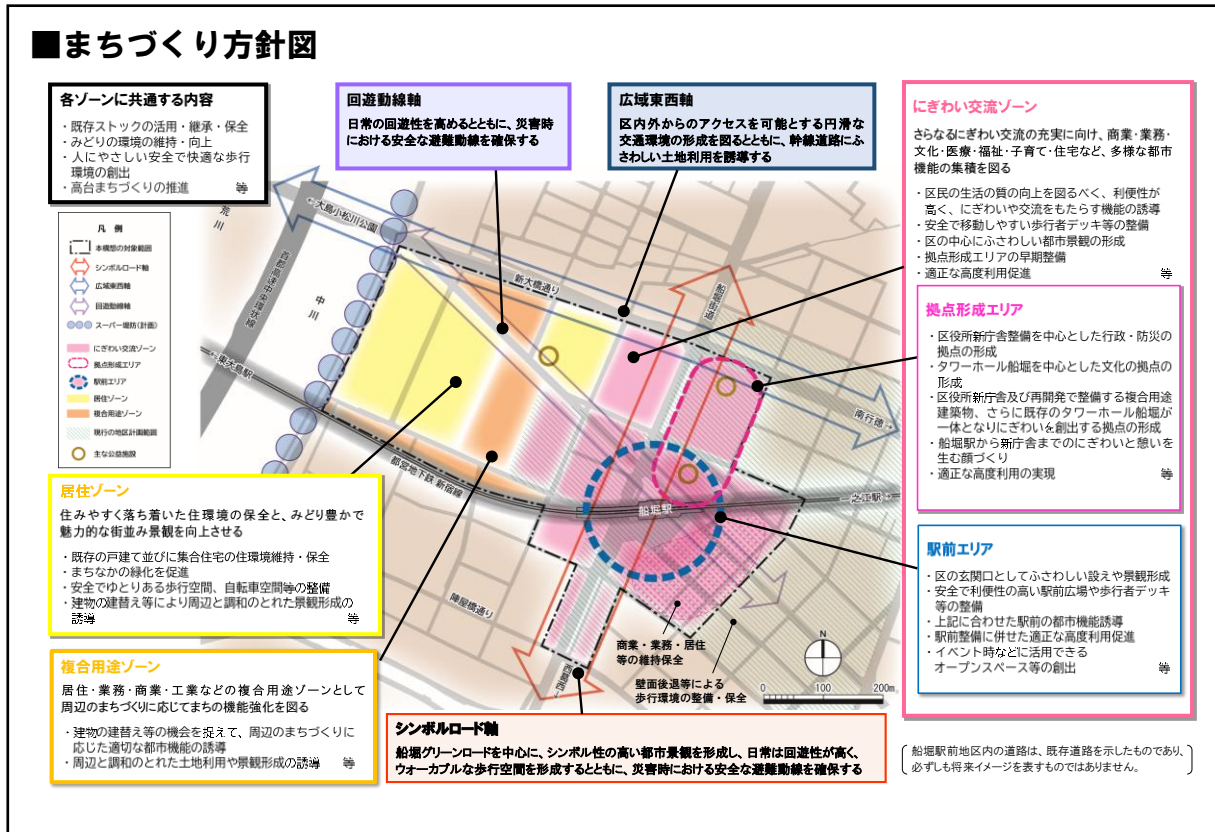 ■まちづくり方針図
各ゾーンに共通する内容
・既存ストックの活用・継承・保全
・みどりの環境の維持・向上
・人にやさしい安全で快適な歩行
環境の創出
・高台まちづくりの推進 等
回遊動線軸
日常の回遊性を高めるとともに、災害時
における安全な避難動線を確保する
広域東西軸
区内外からのアクセスを可能とする円滑な
交通環境の形成を図るとともに、幹線道路にふ
さわしい土地利用を誘導する
にぎわい交流ゾーン
さらなるにぎわい交流の充実に向け、商業・業務・
文化・医療・福祉・子育て・住宅など、多様な都市
機能の集積を図る
・区民の生活の質の向上を図るべく、利便性が
高く、にぎわいや交流をもたらす機能の誘導
・安全で移動しやすい歩行者デッキ等の整備
・区の中心にふさわしい都市景観の形成
・拠点形成エリアの早期整備
・適正な高度利用促進 等
拠点形成エリア
・区役所新庁舎整備を中心とした行政・防災の
拠点の形成
・タワーホール船堀を中心とした文化の拠点の
形成
・区役所新庁舎及び再開発で整備する複合用途
建築物、さらに既存のタワーホール船堀が
一体となりにぎわいを創出する拠点の形成
・船堀駅から新庁舎までのにぎわいと憩いを
生む顔づくり
・適正な高度利用の実現 等
駅前エリア
・区の玄関口としてふさわしい設えや景観形成
・安全で利便性の高い駅前広場や歩行者デッキ
等の整備
・上記に合わせた駅前の都市機能誘導
・駅前整備に併せた適正な高度利用促進
・イベント時などに活用できる
オープンスペース等の創出 等
凡 例
本構想の対象範囲
シンボルロード軸
広域東西軸
回遊動線軸
スーパー堤防(計画)
にぎわい交流ゾーン
拠点形成エリア
駅前エリア
居住ゾーン
複合用途ゾーン
現行の地区計画範囲
主な公益施設
荒川
中川
首都高速中央環状線
←大島小松川公園
新大橋通り
船堀街道
南行徳→
←東大島駅
都営地下鉄 新宿線
船堀駅
一之江駅→
陣屋橋通り
西葛西→
商業・業務・居住
等の維持保全
壁面後退等による
歩行環境の整備・保全
N
0 100 200m
居住ゾーン
住みやすく落ち着いた住環境の保全と、みどり豊かで
魅力的な街並み景観を向上させる
・既存の戸建て並びに集合住宅の住環境維持・保全
・まちなかの緑化を促進
・安全でゆとりある歩行空間、自転車空間等の整備
・建物の建替え等により周辺と調和のとれた景観形成の
誘導 等
複合用途ゾーン
居住・業務・商業・工業などの複合用途ゾーンとして
周辺のまちづくりに応じてまちの機能強化を図る
・建物の建替え等の機会を捉えて、周辺のまちづくりに
応じた適切な都市機能の誘導
・周辺と調和のとれた土地利用や景観形成の誘導 等
シンボルロード軸
船堀グリーンロードを中心に、シンボル性の高い都市景観を形成し、日常は回遊性が高く、
ウォーカブルな歩行空間を形成するとともに、災害時における安全な避難動線を確保する
船堀駅前地区内の道路は、既存道路を示したものであり、
必ずしも将来イメージを表すものではありません。